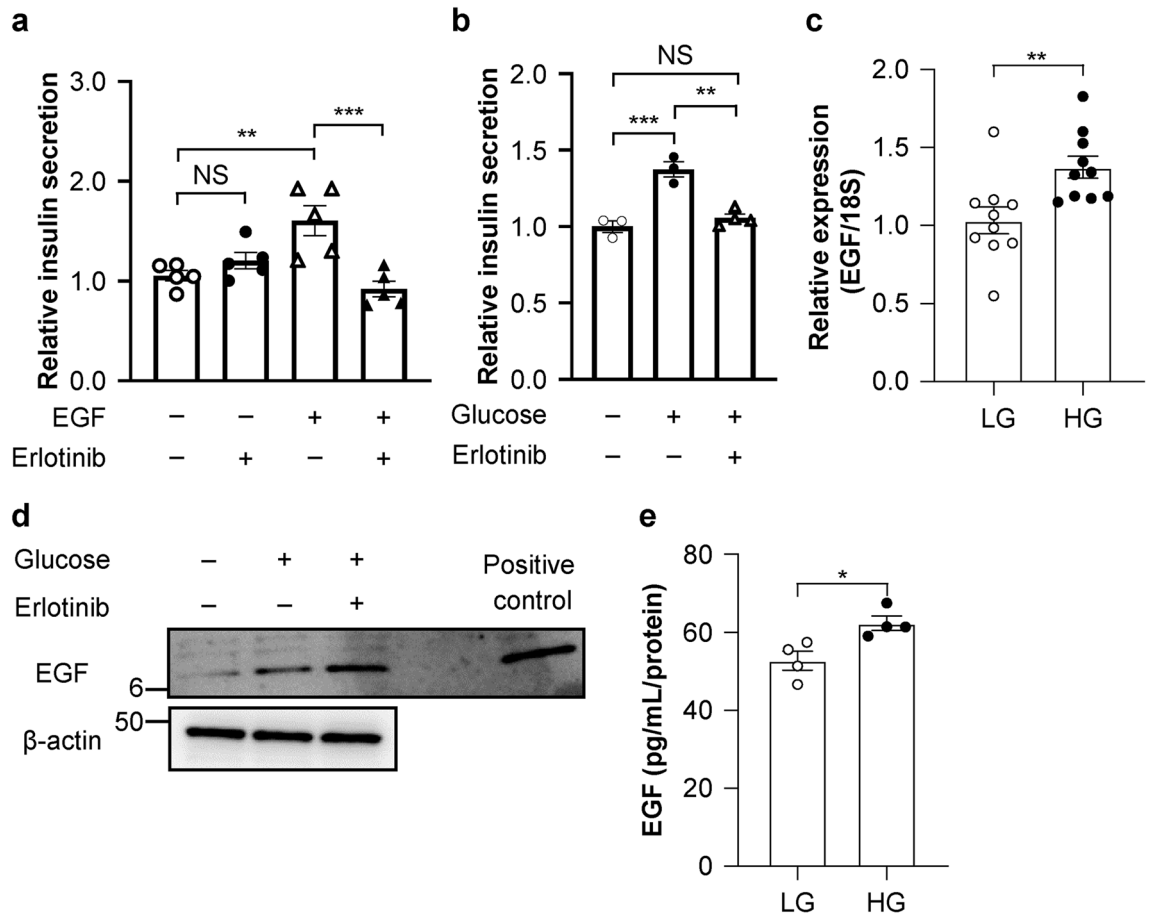 a
Relative insulin secretion
3.0
2.0
1.0
0.0
NS
**
***
EGF – – + +
Erlotinib – + – +
b
Relative insulin secretion
2.0
1.5
1.0
0.5
0.0
NS
***
**
Glucose – + +
Erlotinib – – +
c
Relative expression
(EGF/18S)
2.0
1.5
1.0
0.5
0.0
**
LG HG
d
Glucose – + +
Erlotinib – – +
Positive
control
EGF
6
50
β-actin
e
EGF (pg/mL/protein)
80
60
40
20
0
*
LG HG